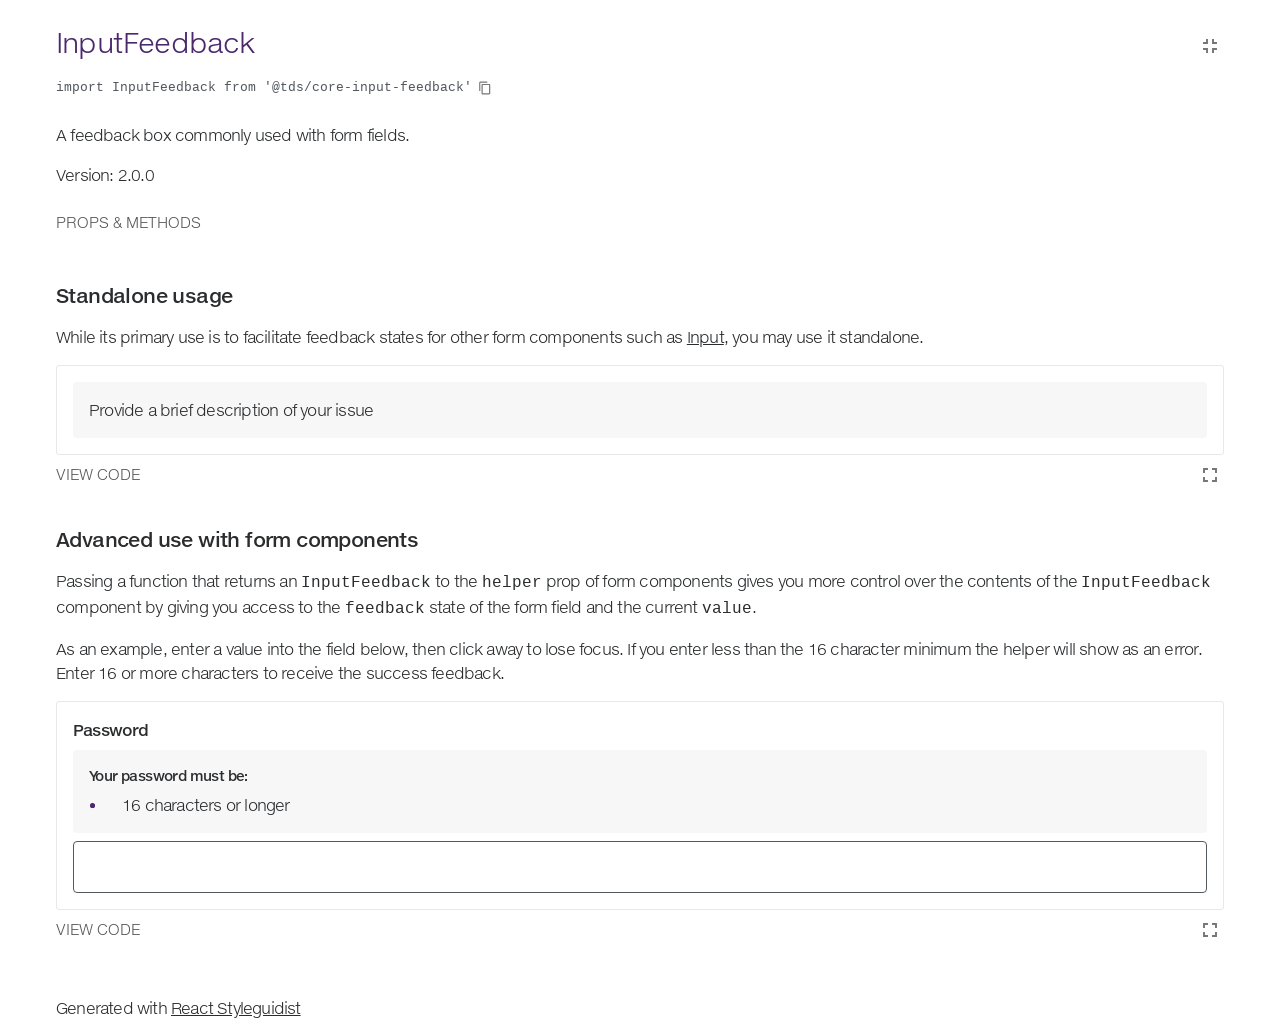 InputFeedback
import InputFeedback from '@tds/core-input-feedback'
A feedback box commonly used with form fields.
Version: 2.0.0
PROPS & METHODS
Standalone usage
While its primary use is to facilitate feedback states for other form components such as Input, you may use it standalone.
Provide a brief description of your issue
VIEW CODE
Advanced use with form components
Passing a function that returns an InputFeedback to the helper prop of form components gives you more control over the contents of the InputFeedback
component by giving you access to the feedback state of the form field and the current value.
As an example, enter a value into the field below, then click away to lose focus. If you enter less than the 16 character minimum the helper will show as an error.
Enter 16 or more characters to receive the success feedback.
Password
Your password must be:
• 16 characters or longer
VIEW CODE
Generated with React Styleguidist